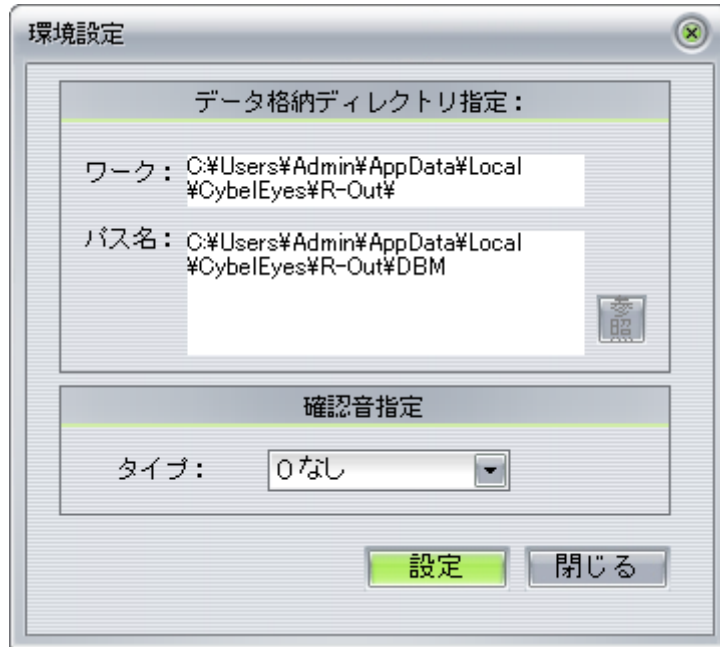 環境設定
データ格納ディレクトリ指定：
ワーク：
C:¥Users¥Admin¥AppData¥Local
¥CybelEyes¥R-Out¥
パス名：
C:¥Users¥Admin¥AppData¥Local
¥CybelEyes¥R-Out¥DBM
参照
確認音指定
タイプ：
０なし
設定
閉じる